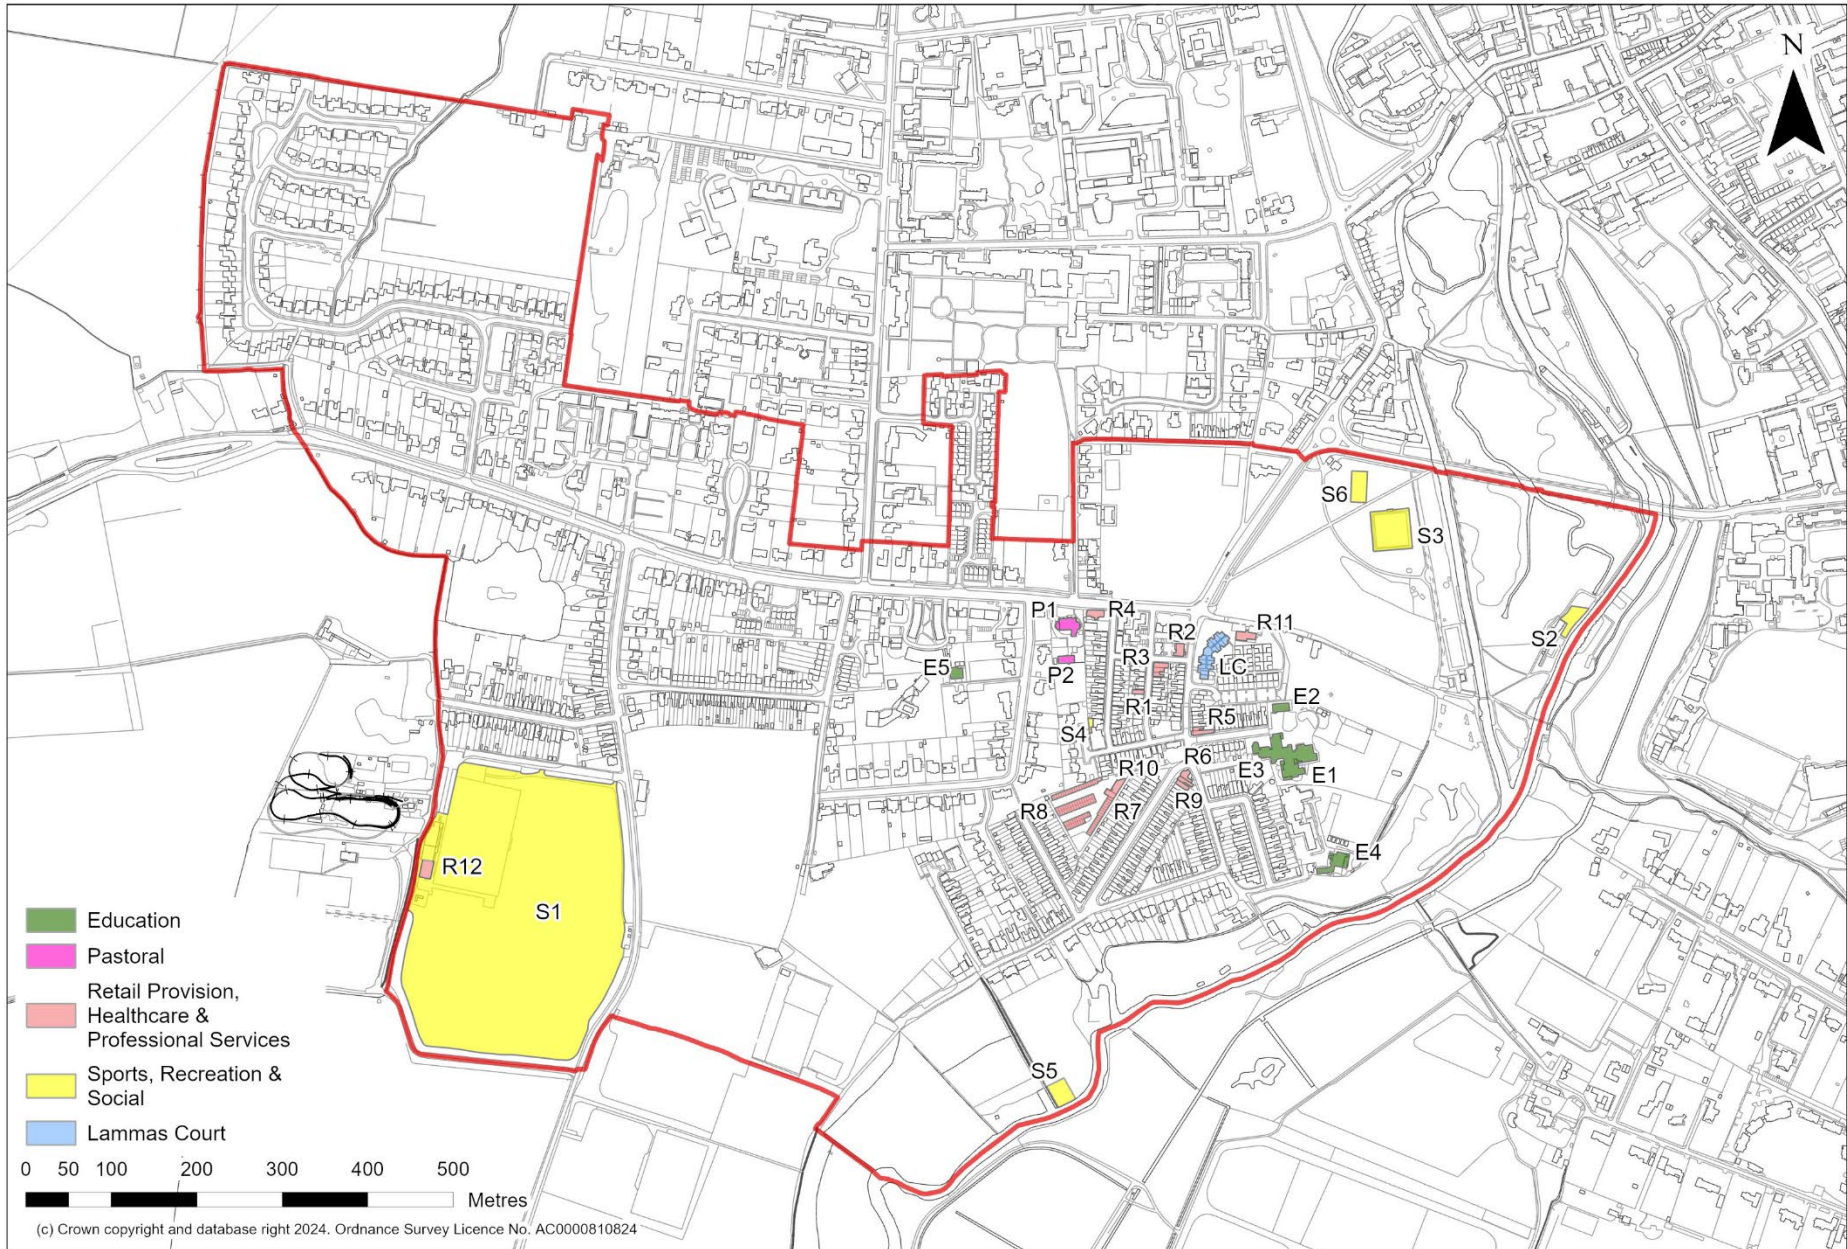 N
S6
S3
S2
P1
R4
R2
R11
R3
E5
P2
LC
R1
E2
S4
R5
R10
R6
E3
E1
R8
R7
R9
E4
R12
S1
S5
Education
Pastoral
Retail Provision,
Healthcare &
Professional Services
Sports, Recreation &
Social
Lammas Court
0 50 100 200 300 400 500
Metres
(c) Crown copyright and database right 2024. Ordnance Survey Licence No. AC0000810824